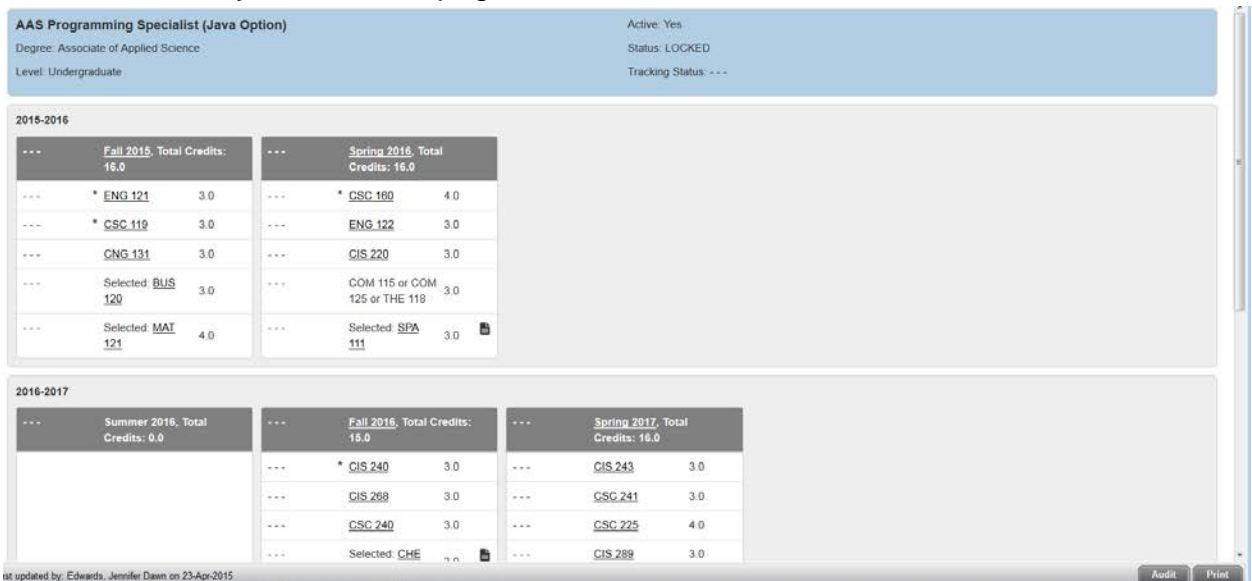 AAS Programming Specialist (Java Option)
Active: Yes
Degree: Associate of Applied Science
Status: LOCKED
Level: Undergraduate
Tracking Status: - - -
2015-2016
- - - Fall 2015, Total Credits:
16.0
- - - Spring 2016, Total
Credits: 16.0
- - - * ENG 121 3.0
- - - * CSC 160 4.0
- - - * CSC 119 3.0
- - - ENG 122 3.0
- - - CNG 131 3.0
- - - CIS 220 3.0
- - - Selected: BUS
120 3.0
- - - COM 115 or COM
125 or THE 118 3.0
- - - Selected: MAT
121 4.0
- - - Selected: SPA
111 3.0
2016-2017
- - - Summer 2016, Total
Credits: 0.0
- - - Fall 2016, Total Credits:
15.0
- - - Spring 2017, Total
Credits: 16.0
- - - * CIS 240 3.0
- - - CIS 243 3.0
- - - CIS 268 3.0
- - - CSC 241 3.0
- - - CSC 240 3.0
- - - CSC 225 4.0
- - - Selected: CHE
- - - CIS 289 3.0
st updated by: Edwards, Jennifer Dawn on 23-Apr-2015
Audit
Print